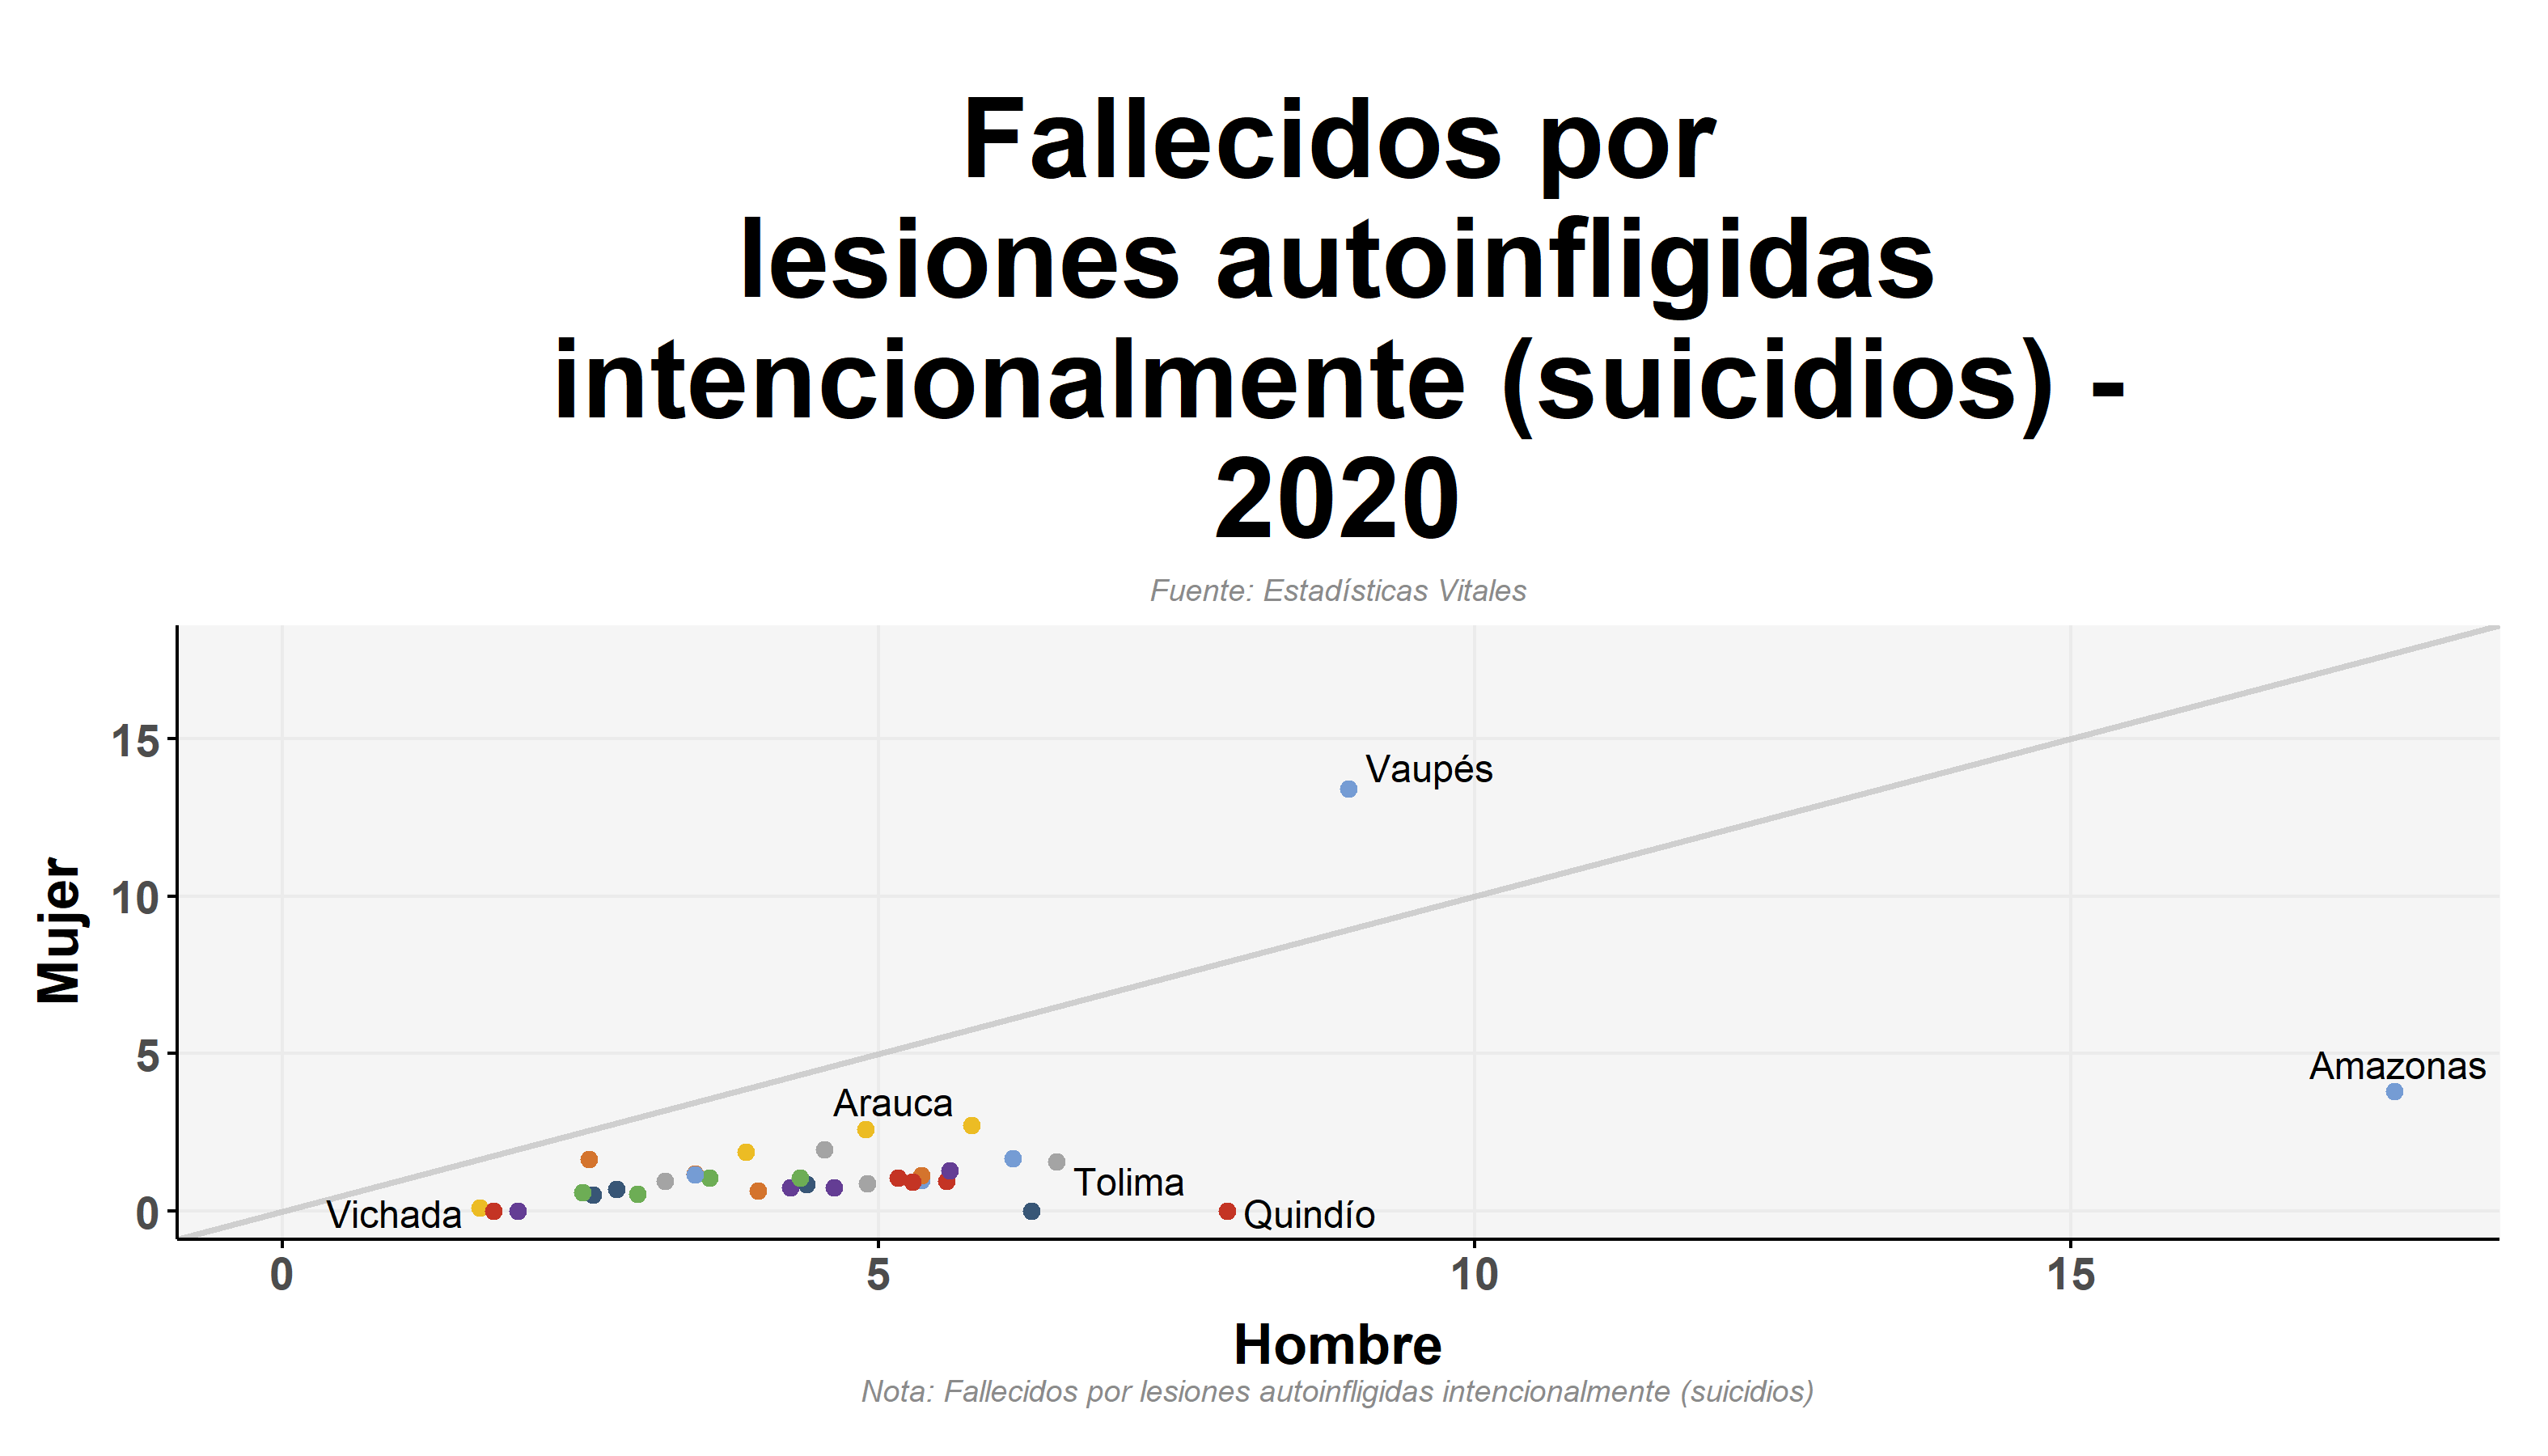 Fallecidos por
lesiones autoinfligidas
intencionalmente (suicidios) -
2020
Fuente: Estadísticas Vitales
Mujer
15
10
5
0
Vaupés
Amazonas
Arauca
Tolima
Vichada
Quindío
0
5
10
15
Hombre
Nota: Fallecidos por lesiones autoinfligidas intencionalmente (suicidios)